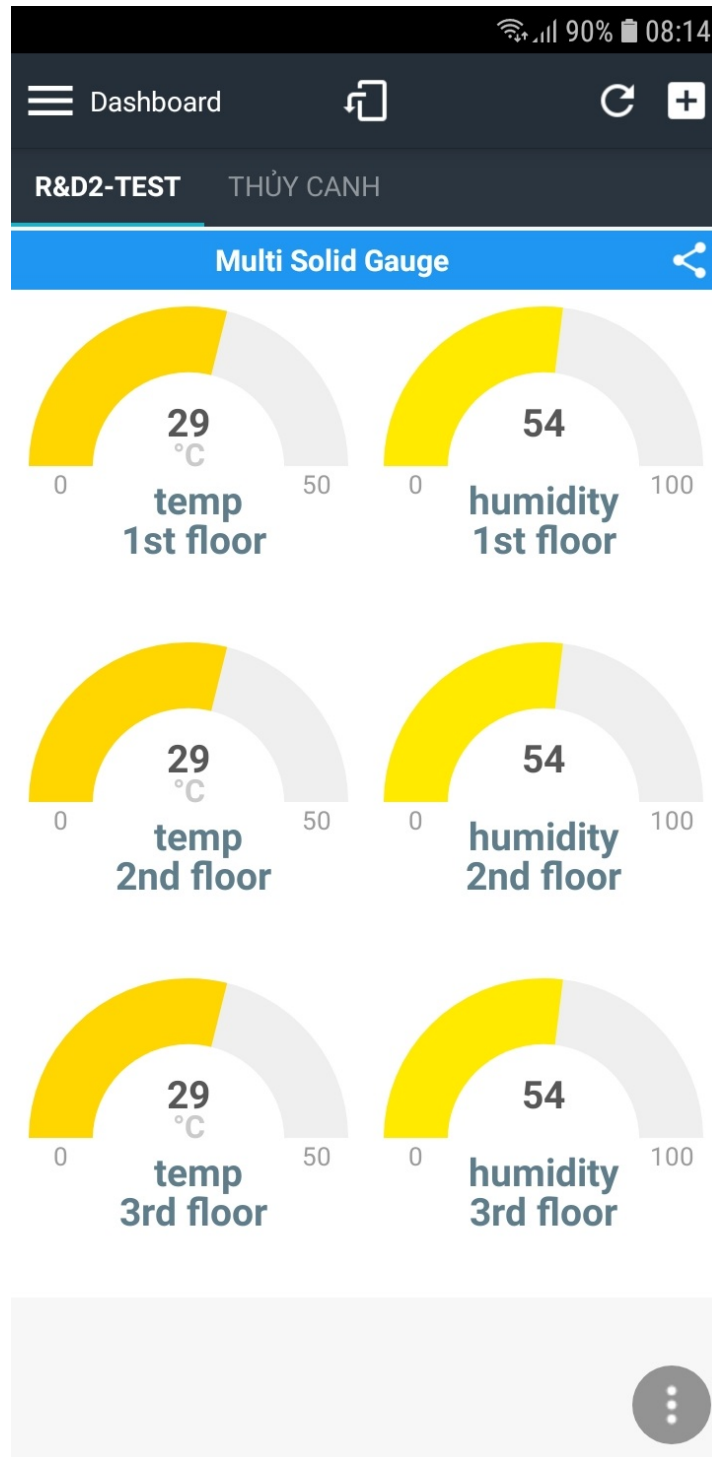 90% 08:14
Dashboard
R&D2-TEST THỦY CANH
Multi Solid Gauge
29 54
°C
0 50 0 100
temp humidity
1st floor 1st floor
29 54
°C
0 50 0 100
temp humidity
2nd floor 2nd floor
29 54
°C
0 50 0 100
temp humidity
3rd floor 3rd floor